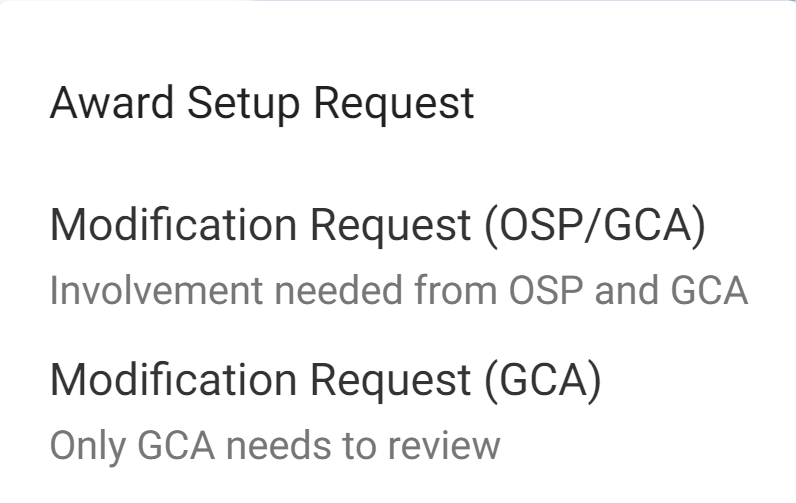 Award Setup Request
Modification Request (OSP/GCA)
Involvement needed from OSP and GCA
Modification Request (GCA)
Only GCA needs to review